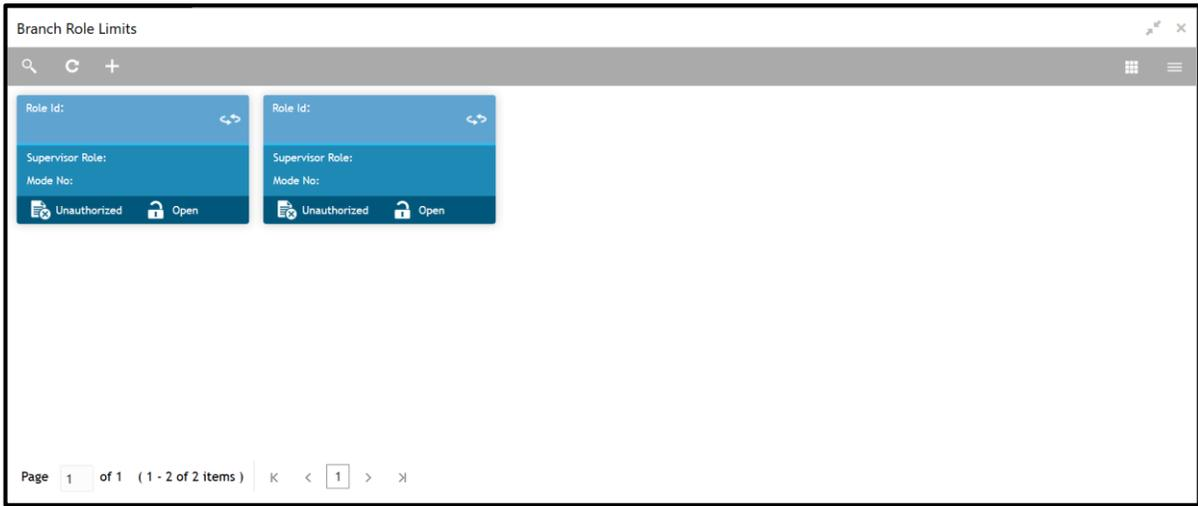 Branch Role Limits
Role Id:
Role Id:
Supervisor Role:
Supervisor Role:
Mode No:
Mode No:
Unauthorized Open
Unauthorized Open
Page 1 of 1 ( 1 - 2 of 2 items ) 1